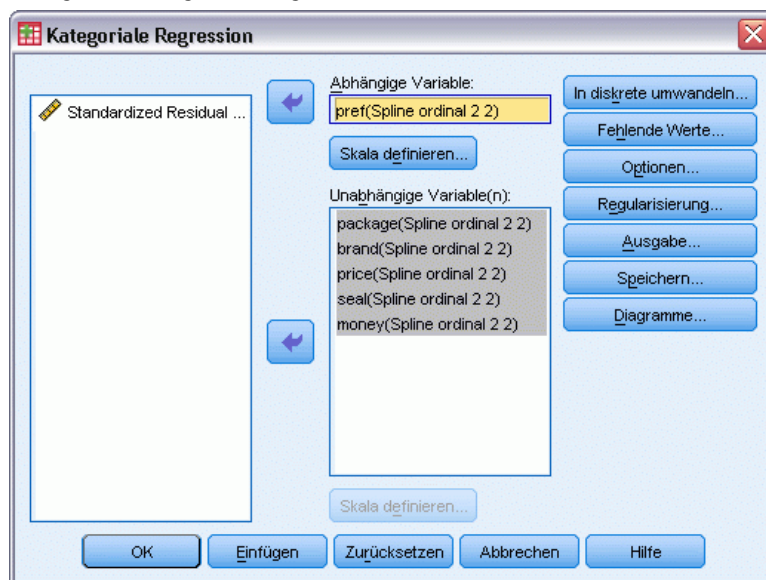 Kategoriale Regression
Standardized Residual ...
Abhängige Variable:
pref(Spline ordinal 2 2)
Skala definieren...
Unabhängige Variable(n):
package(Spline ordinal 2 2)
brand(Spline ordinal 2 2)
price(Spline ordinal 2 2)
seal(Spline ordinal 2 2)
money(Spline ordinal 2 2)
Skala definieren...
In diskrete umwandeln...
Fehlende Werte...
Optionen...
Regularisierung...
Ausgabe...
Speichern...
Diagramme...
OK
Einfügen
Zurücksetzen
Abbrechen
Hilfe